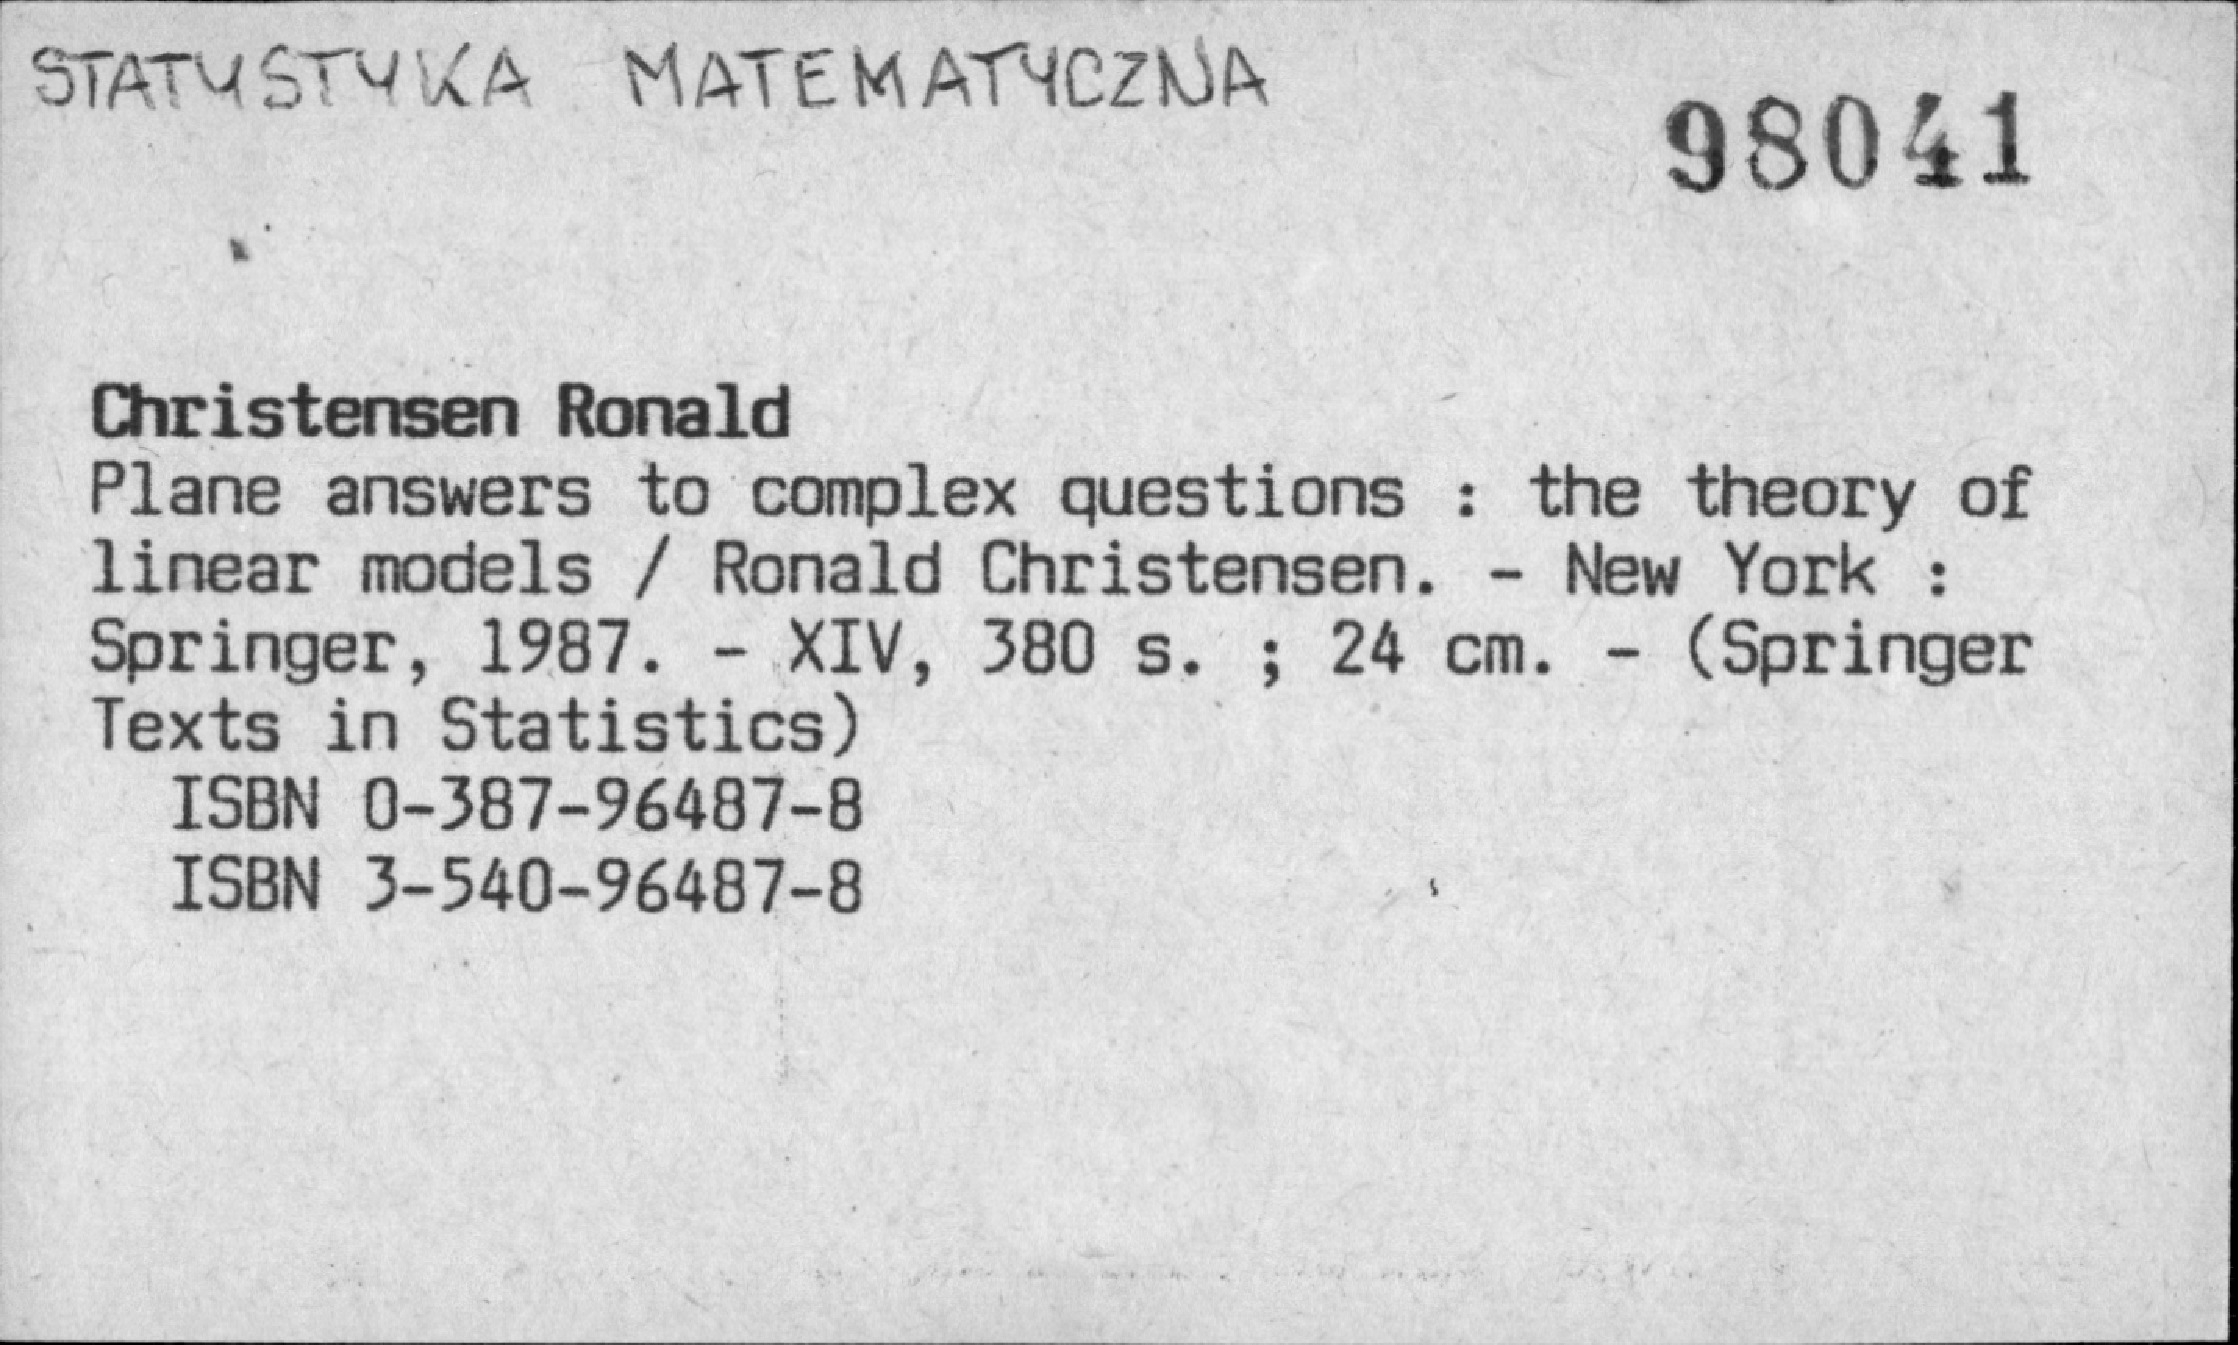 STATYSTYKA MATEMATYCZNA
98041
Christensen Ronald
Plane answers to complex questions : the theory of
linear models / Ronald Christensen. - New York :
Springer, 1987. - XIV, 380 s. ; 24 cm. - (Springer
Texts in Statistics)
ISBN 0-387-96487-8
ISBN 3-540-96487-8